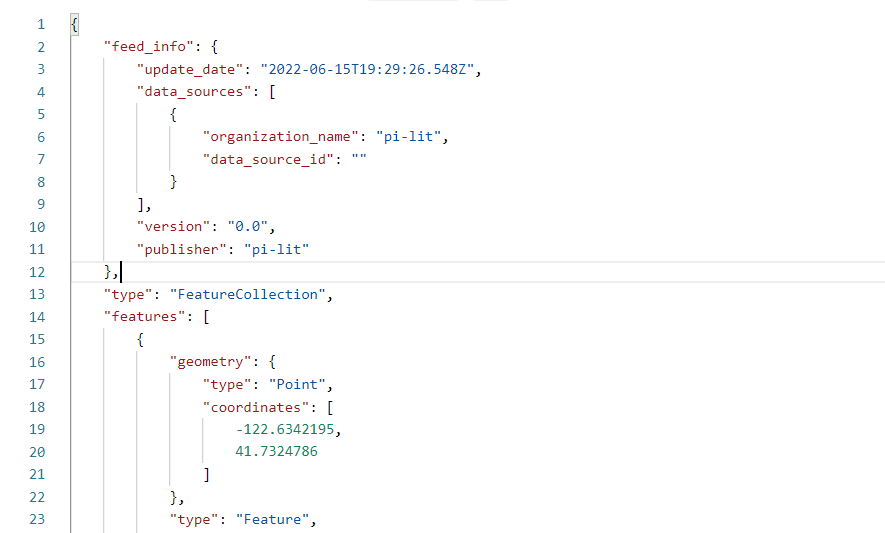 1 {
2 "feed_info": {
3 "update_date": "2022-06-15T19:29:26.548Z",
4 "data_sources": [
5 {
6 "organization_name": "pi-lit",
7 "data_source_id": ""
8 }
9 ],
10 "version": "0.0",
11 "publisher": "pi-lit"
12 },
13 "type": "FeatureCollection",
14 "features": [
15 {
16 "geometry": {
17 "type": "Point",
18 "coordinates": [
19 -122.6342195,
20 41.7324786
21 ]
22 },
23 "type": "Feature",